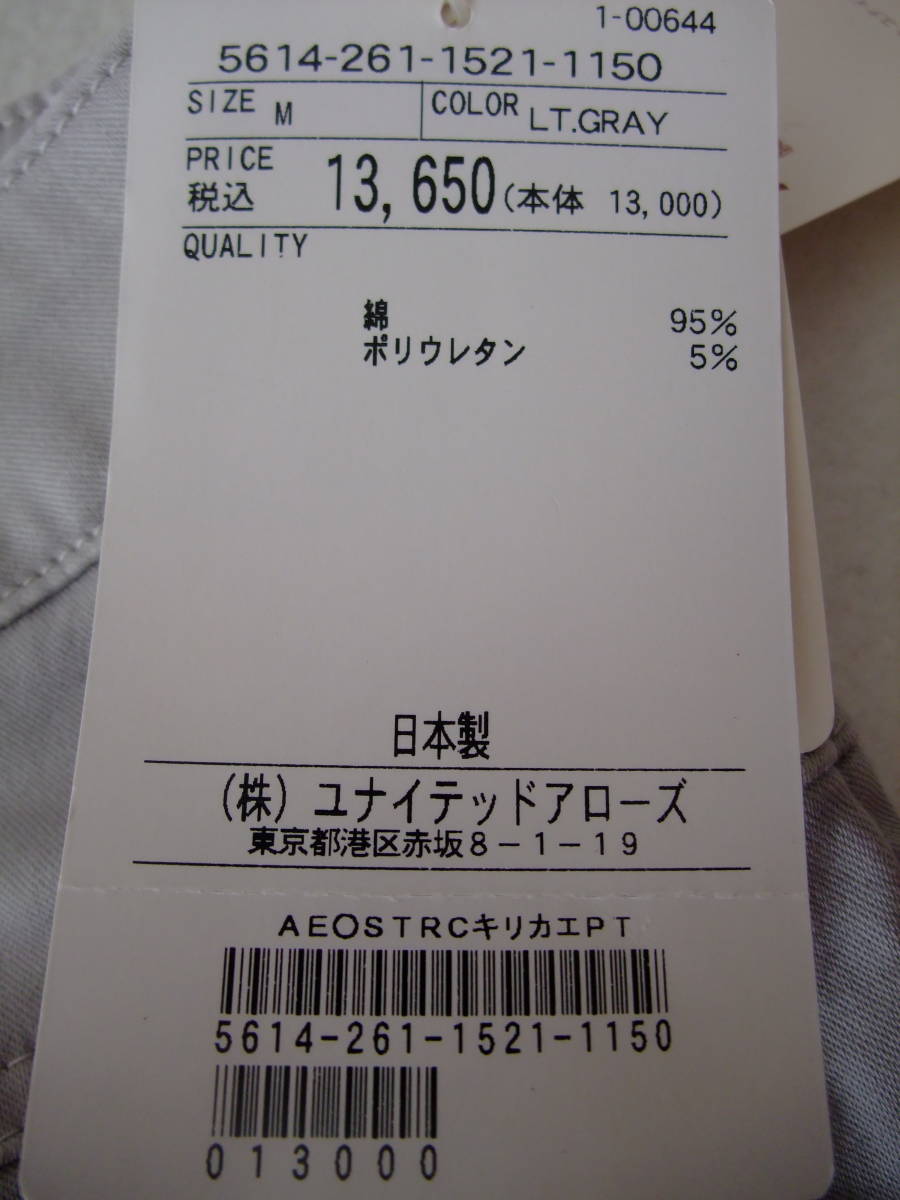 1-00644
5614-261-1521-1150
SIZE M COLOR LT.GRAY
PRICE
税込 13,650(本体 13,000)
QUALITY
綿 95%
ポリウレタン 5%
日本製
(株) ユナイテッドアローズ
東京都港区赤坂8-1-19
AEOSTRCキリカエPT
5614-261-1521-1150
013000